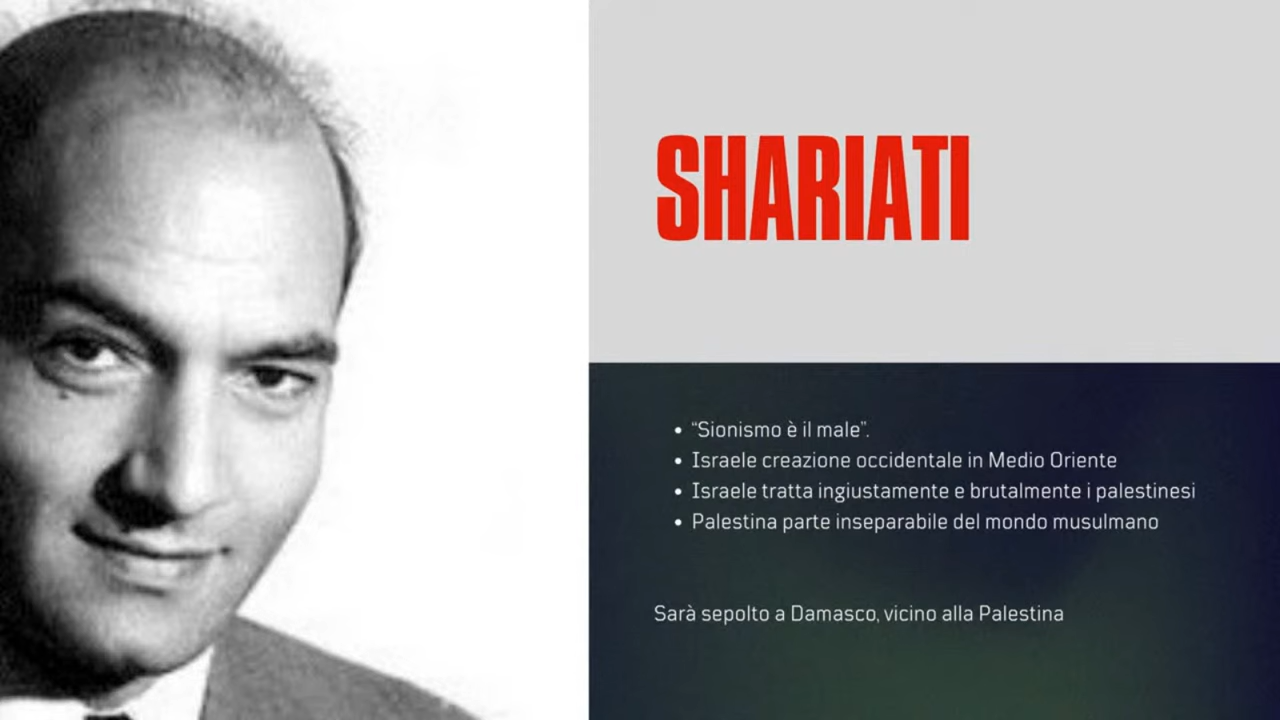 SHARIATI
• “Sionismo è il male”.
• Israele creazione occidentale in Medio Oriente
• Israele tratta ingiustamente e brutalmente i palestinesi
• Palestina parte inseparabile del mondo musulmano
Sarà sepolto a Damasco, vicino alla Palestina